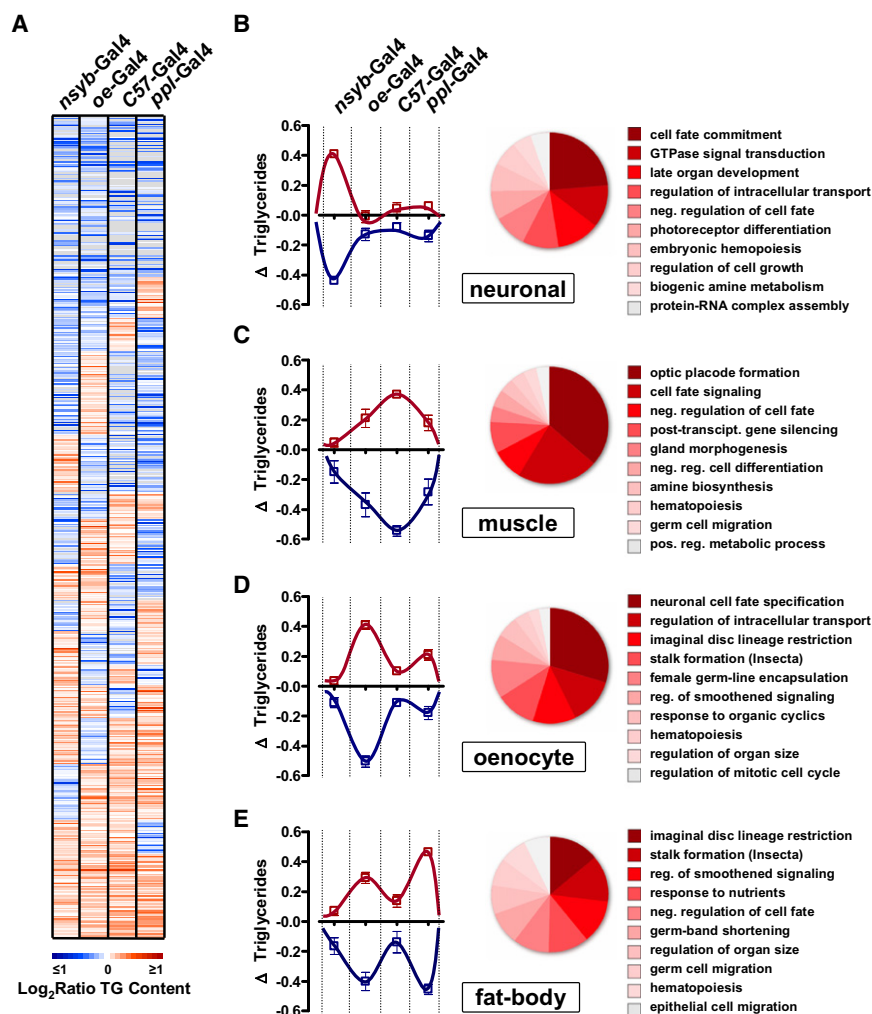 A
nsyb-Gal4
oe-Gal4
C57-Gal4
ppl-Gal4
≤1 0 ≥1
Log2Ratio TG Content
B
nsyb-Gal4
oe-Gal4
C57-Gal4
ppl-Gal4
Δ Triglycerides
0.6
0.4
0.2
-0.0
-0.2
-0.4
-0.6
neuronal
cell fate commitment
GTPase signal transduction
late organ development
regulation of intracellular transport
neg. regulation of cell fate
photoreceptor differentiation
embryonic hemopoiesis
regulation of cell growth
biogenic amine metabolism
protein-RNA complex assembly
C
Δ Triglycerides
0.6
0.4
0.2
-0.0
-0.2
-0.4
-0.6
muscle
optic placode formation
cell fate signaling
neg. regulation of cell fate
post-transcipt. gene silencing
gland morphogenesis
neg. reg. cell differentiation
amine biosynthesis
hematopoiesis
germ cell migration
pos. reg. metabolic process
D
Δ Triglycerides
0.6
0.4
0.2
-0.0
-0.2
-0.4
-0.6
oenocyte
neuronal cell fate specification
regulation of intracellular transport
imaginal disc lineage restriction
stalk formation (Insecta)
female germ-line encapsulation
reg. of smoothened signaling
response to organic cyclics
hematopoiesis
regulation of organ size
regulation of mitotic cell cycle
E
Δ Triglycerides
0.6
0.4
0.2
-0.0
-0.2
-0.4
-0.6
fat-body
imaginal disc lineage restriction
stalk formation (Insecta)
reg. of smoothened signaling
response to nutrients
neg. regulation of cell fate
germ-band shortening
regulation of organ size
germ cell migration
hematopoiesis
epithelial cell migration